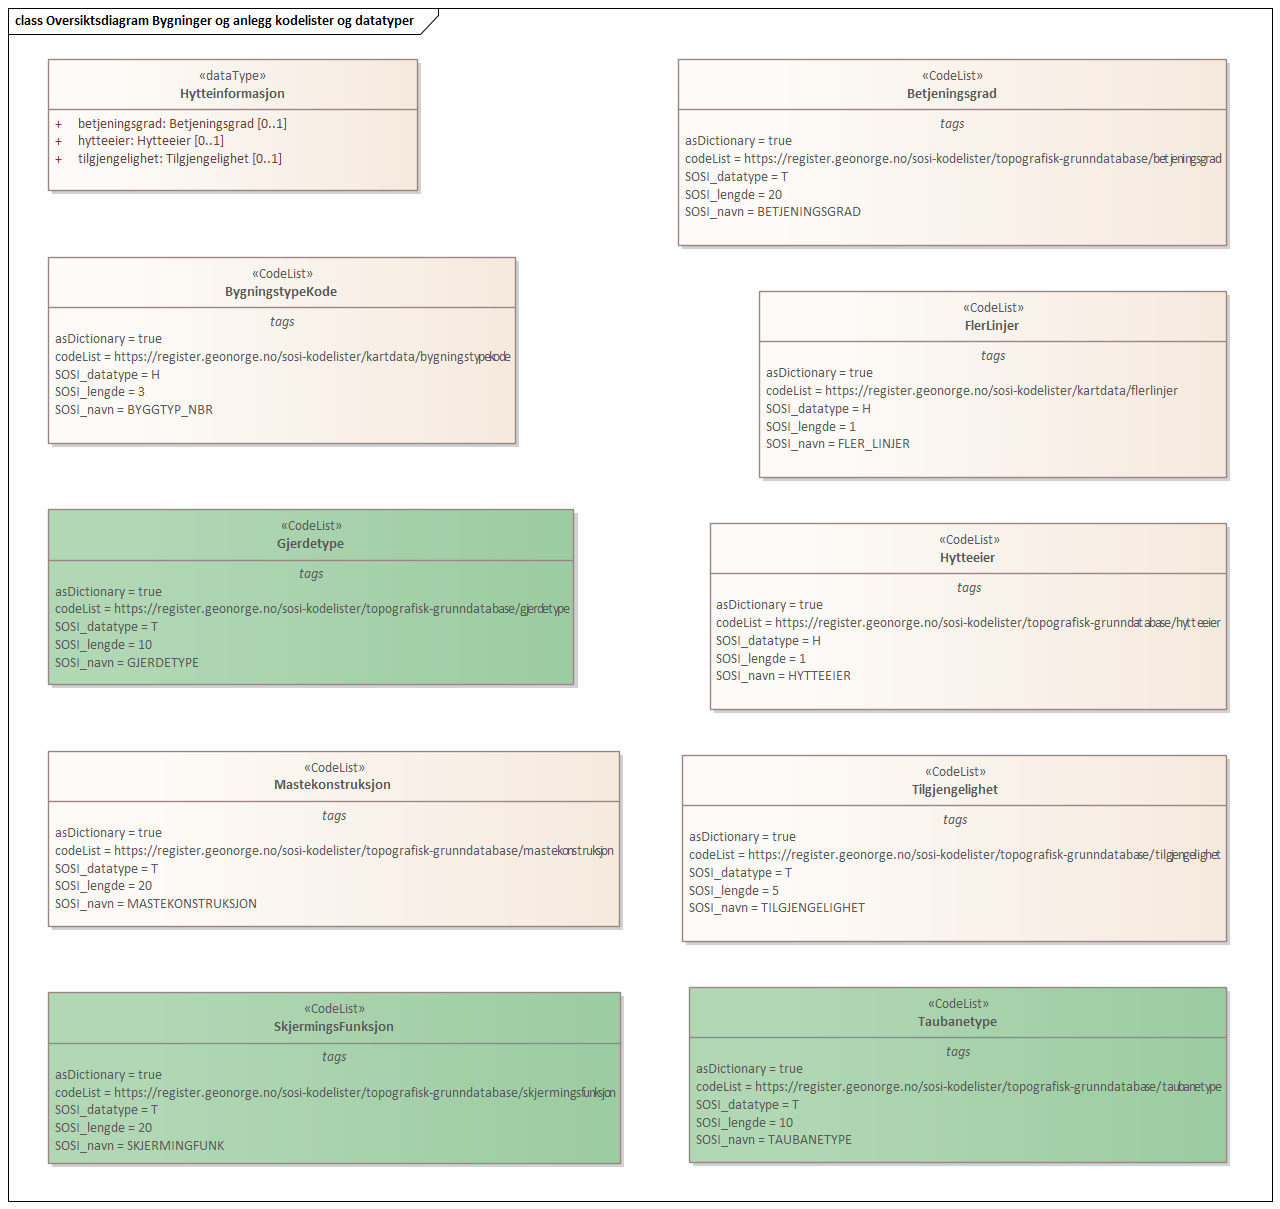 class Oversiktsdiagram Bygninger og anlegg kodelister og datatyper
«dataType»
Hytteinformasjon
+ betjeningsgrad: Betjeningsgrad [0..1]
+ hytteeier: Hytteeier [0..1]
+ tilgjengelighet: Tilgjengelighet [0..1]
«CodeList»
Betjeningsgrad
tags
asDictionary = true
codeList = https://register.geonorge.no/sosi-kodelister/topografisk-grunndatabase/betjeningsgrad
SOSI_datatype = T
SOSI_lengde = 20
SOSI_navn = BETJENINGSGRAD
«CodeList»
BygningstypeKode
tags
asDictionary = true
codeList = https://register.geonorge.no/sosi-kodelister/kartdata/bygningstypekode
SOSI_datatype = H
SOSI_lengde = 3
SOSI_navn = BYGGTYP_NBR
«CodeList»
FlerLinjer
tags
asDictionary = true
codeList = https://register.geonorge.no/sosi-kodelister/kartdata/flerlinjer
SOSI_datatype = H
SOSI_lengde = 1
SOSI_navn = FLER_LINJER
«CodeList»
Gjerdetype
tags
asDictionary = true
codeList = https://register.geonorge.no/sosi-kodelister/topografisk-grunndatabase/gjerdetype
SOSI_datatype = T
SOSI_lengde = 10
SOSI_navn = GJERDETYPE
«CodeList»
Hytteeier
tags
asDictionary = true
codeList = https://register.geonorge.no/sosi-kodelister/topografisk-grunndatabase/hytteeier
SOSI_datatype = H
SOSI_lengde = 1
SOSI_navn = HYTTEEIER
«CodeList»
Mastekonstruksjon
tags
asDictionary = true
codeList = https://register.geonorge.no/sosi-kodelister/topografisk-grunndatabase/mastekonstruksjon
SOSI_datatype = T
SOSI_lengde = 20
SOSI_navn = MASTEKONSTRUKSJON
«CodeList»
Tilgjengelighet
tags
asDictionary = true
codeList = https://register.geonorge.no/sosi-kodelister/topografisk-grunndatabase/tilgjengelighet
SOSI_datatype = T
SOSI_lengde = 5
SOSI_navn = TILGJENGELIGHET
«CodeList»
SkjermingsFunksjon
tags
asDictionary = true
codeList = https://register.geonorge.no/sosi-kodelister/topografisk-grunndatabase/skjermingsfunksjon
SOSI_datatype = T
SOSI_lengde = 20
SOSI_navn = SKJERMINGFUNK
«CodeList»
Taubanetype
tags
asDictionary = true
codeList = https://register.geonorge.no/sosi-kodelister/topografisk-grunndatabase/taubanetype
SOSI_datatype = T
SOSI_lengde = 10
SOSI_navn = TAUBANETYPE